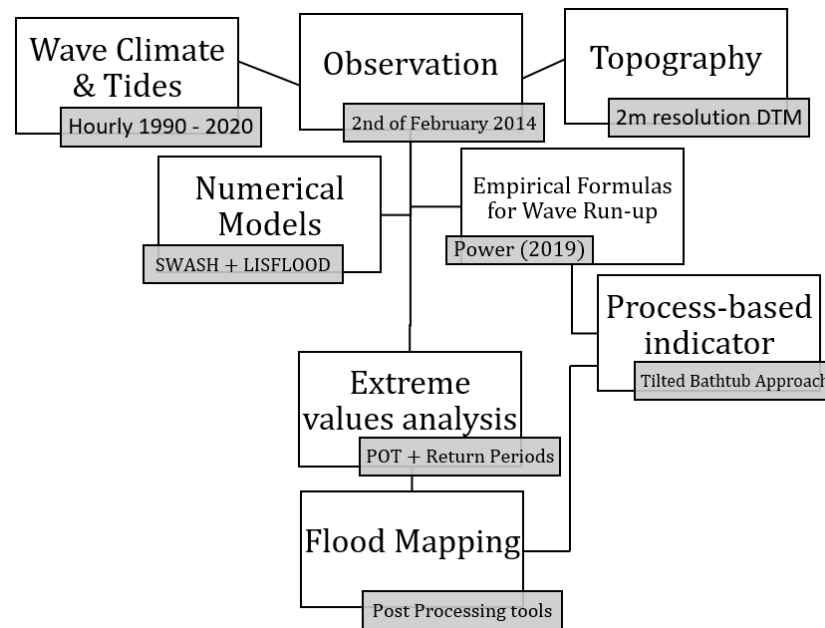 Wave Climate
& Tides
Hourly 1990 - 2020
Observation
2nd of February 2014
Topography
2m resolution DTM
Numerical
Models
SWASH + LISFLOOD
Empirical Formulas
for Wave Run-up
Power (2019)
Process-based
indicator
Tilted Bathtub Approach
Extreme
values analysis
POT + Return Periods
Flood Mapping
Post Processing tools